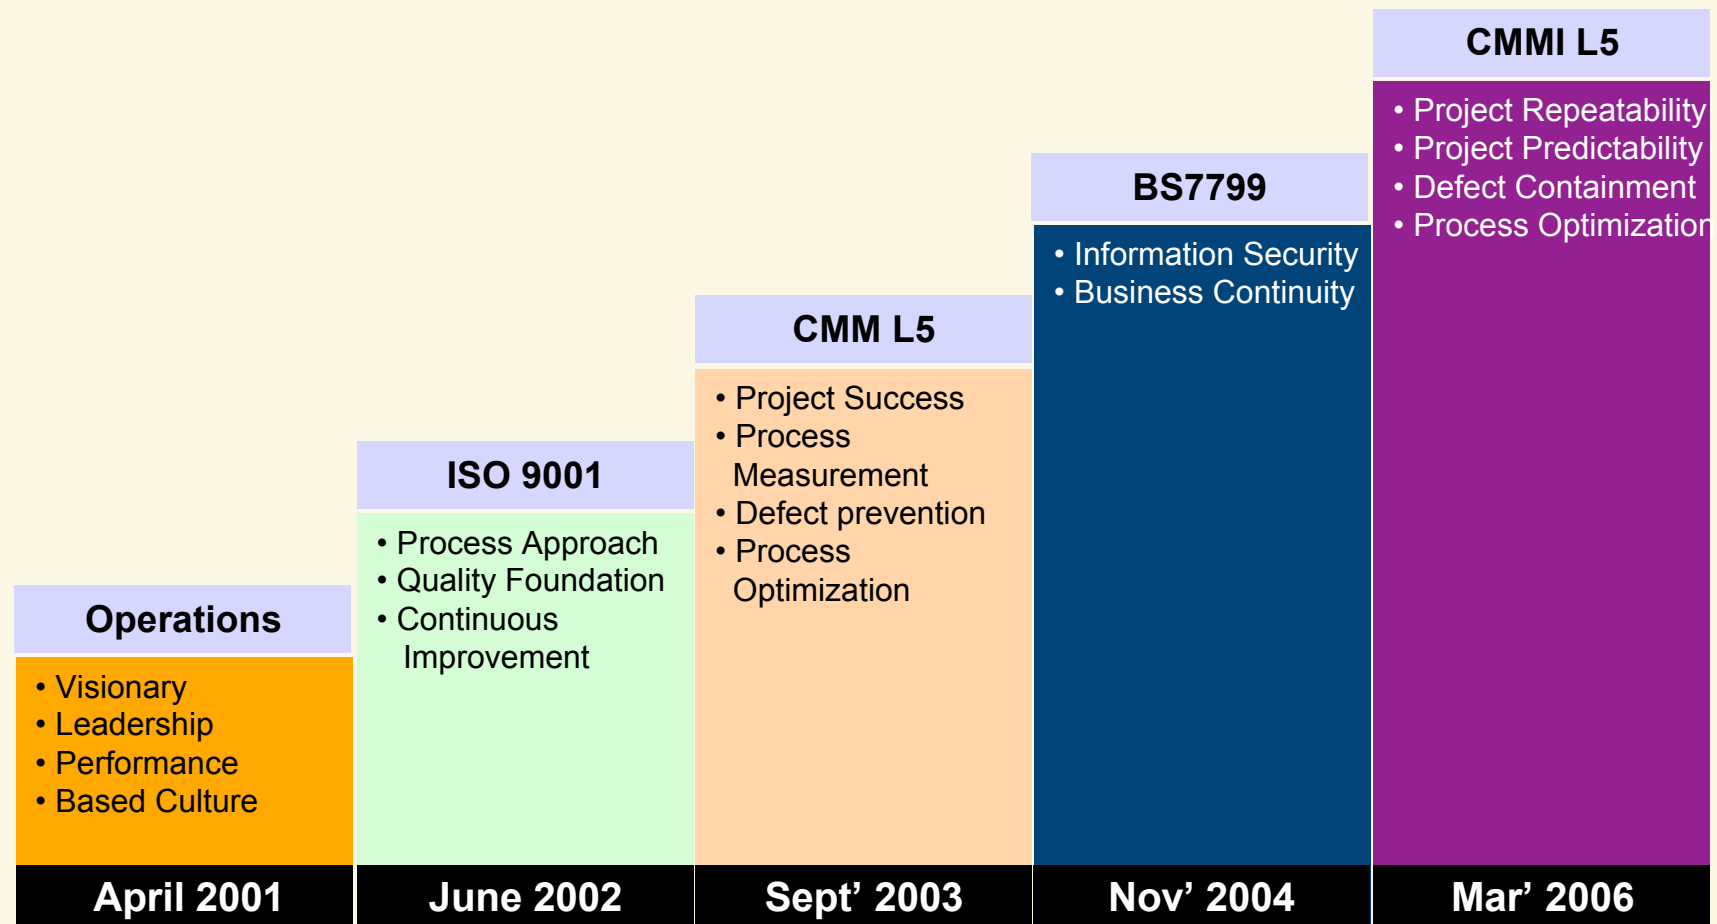 Operations
• Visionary
• Leadership
• Performance
• Based Culture
April 2001
ISO 9001
• Process Approach
• Quality Foundation
• Continuous
Improvement
June 2002
CMM L5
• Project Success
• Process
Measurement
• Defect prevention
• Process
Optimization
Sept’ 2003
BS7799
• Information Security
• Business Continuity
Nov’ 2004
CMMI L5
• Project Repeatability
• Project Predictability
• Defect Containment
• Process Optimization
Mar’ 2006